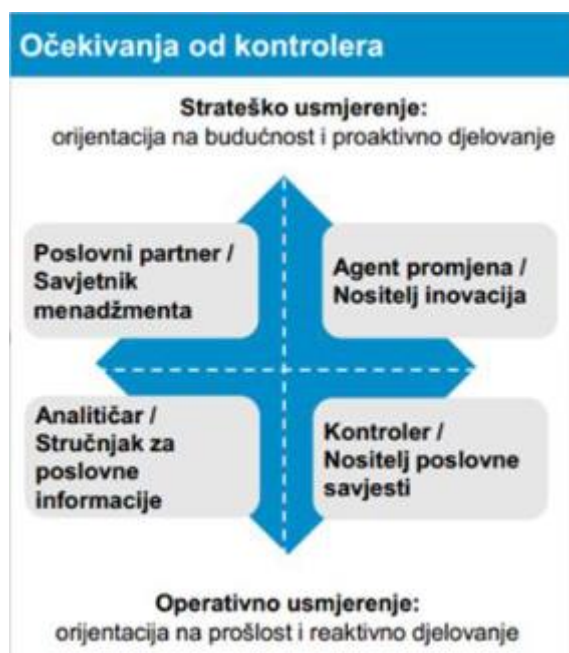 Očekivanja od kontrolera
Strateško usmjerenje:
orijentacija na budućnost i proaktivno djelovanje
Poslovni partner /
Savjetnik
menadžmenta
Agent promjena /
Nositelj inovacija
Analitičar /
Stručnjak za
poslovne
informacije
Kontroler /
Nositelj poslovne
savjesti
Operativno usmjerenje:
orijentacija na prošlost i reaktivno djelovanje